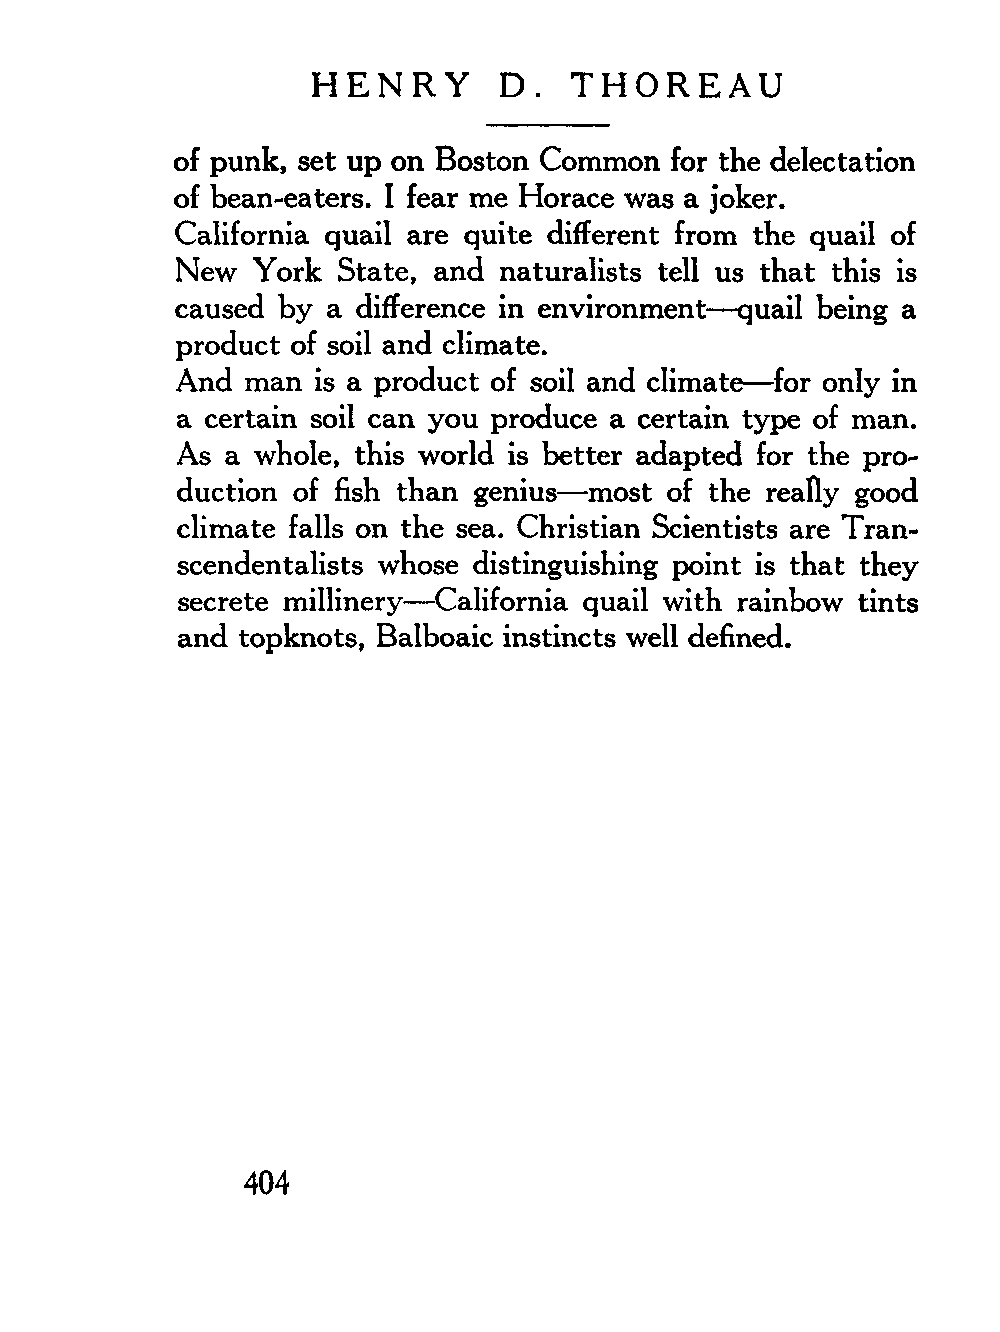 HENRY D. THOREAU
of punk, set up on Boston Common for the delectation
of bean-eaters. I fear me Horace was a joker.
California quail are quite different from the quail of
New York State, and naturalists tell us that this is
caused by a difference in environment—quail being a
product of soil and climate.
And man is a product of soil and climate—for only in
a certain soil can you produce a certain type of man.
As a whole, this world is better adapted for the pro-
duction of fish than genius—most of the really good
climate falls on the sea. Christian Scientists are Tran-
scendentalists whose distinguishing point is that they
secrete millinery—California quail with rainbow tints
and topknots, Balboaic instincts well defined.
404